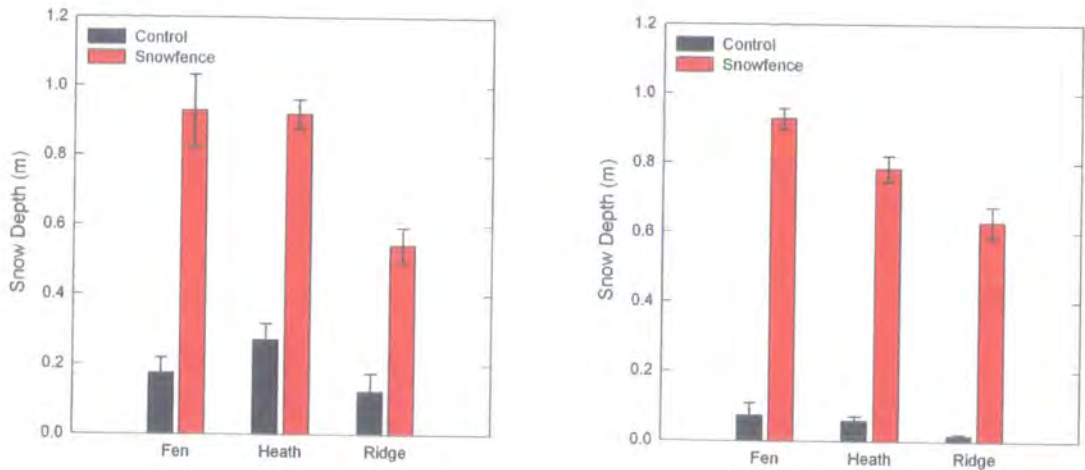 1.2
1.0
0.8
0.6
0.4
0.2
0.0
Snow Depth (m)
Control
Snowfence
Fen Heath Ridge
1.2
1.0
0.8
0.6
0.4
0.2
0.0
Snow Depth (m)
Control
Snowfence
Fen Heath Ridge